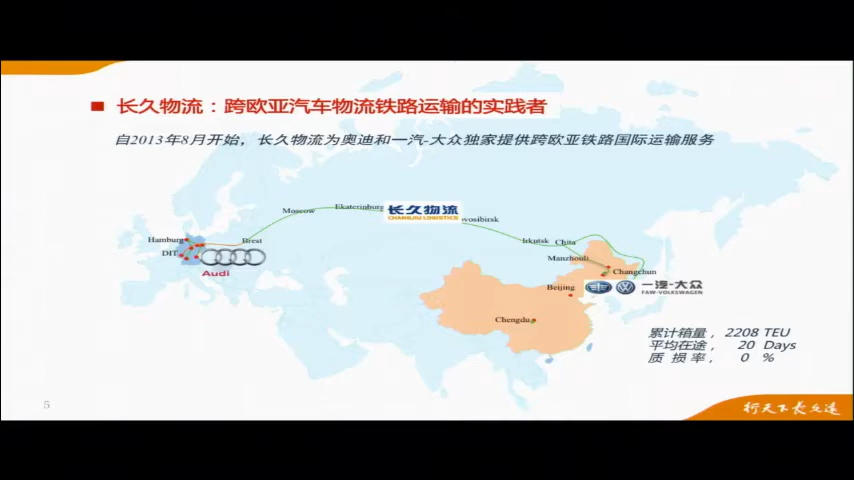 长久物流：跨欧亚汽车物流铁路运输的实践者
自2013年8月开始，长久物流为奥迪和一汽-大众独家提供跨欧亚铁路国际运输服务
Moscow
Ekaterinburg
长久物流
CHANGJIU LOGISTICS
ovosibirsk
Hamburg
Brest
DIT
Audi
Irkutsk
Chita
Manzhouli
Changchun
Beijing
一汽-大众
FAW-VOLKSWAGEN
Chengdu
累计箱量， 2208 TEU
平均在途， 20 Days
质 损 率， 0 %
5
行天下 长久远